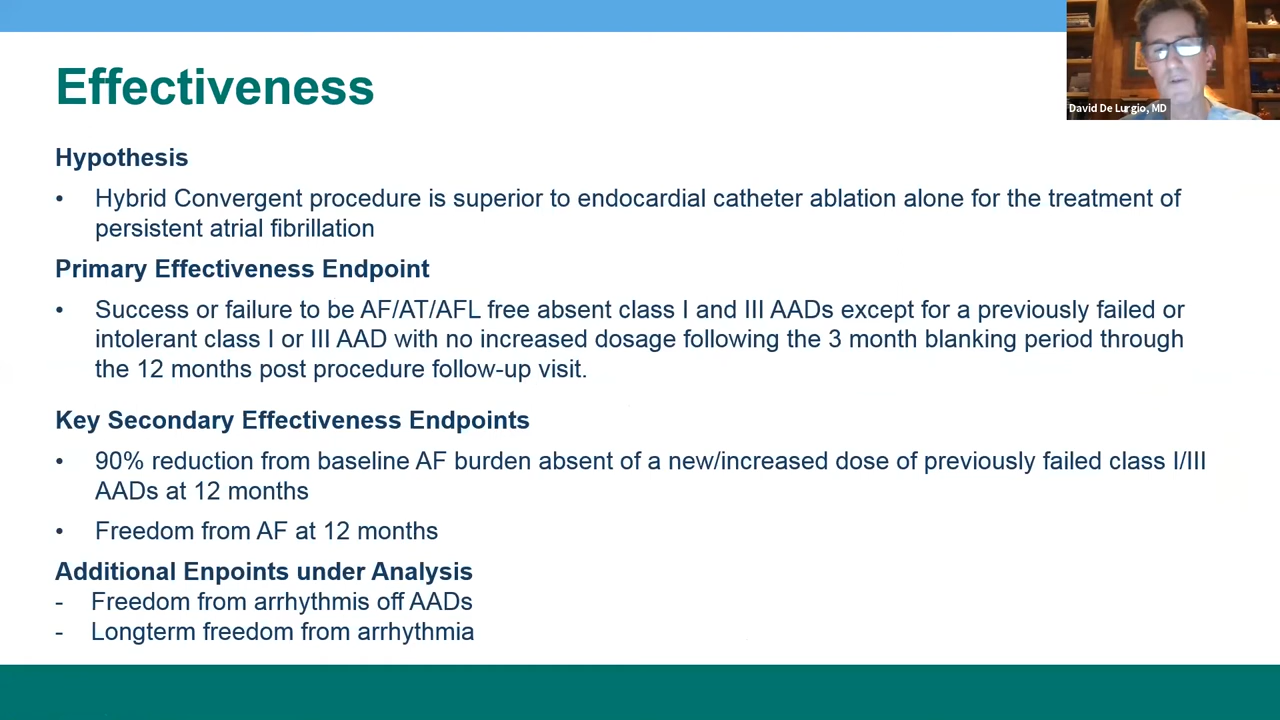 Effectiveness
David De Lurgio, MD
Hypothesis
• Hybrid Convergent procedure is superior to endocardial catheter ablation alone for the treatment of
persistent atrial fibrillation
Primary Effectiveness Endpoint
• Success or failure to be AF/AT/AFL free absent class I and III AADs except for a previously failed or
intolerant class I or III AAD with no increased dosage following the 3 month blanking period through
the 12 months post procedure follow-up visit.
Key Secondary Effectiveness Endpoints
• 90% reduction from baseline AF burden absent of a new/increased dose of previously failed class I/III
AADs at 12 months
• Freedom from AF at 12 months
Additional Enpoints under Analysis
- Freedom from arrhythmis off AADs
- Longterm freedom from arrhythmia